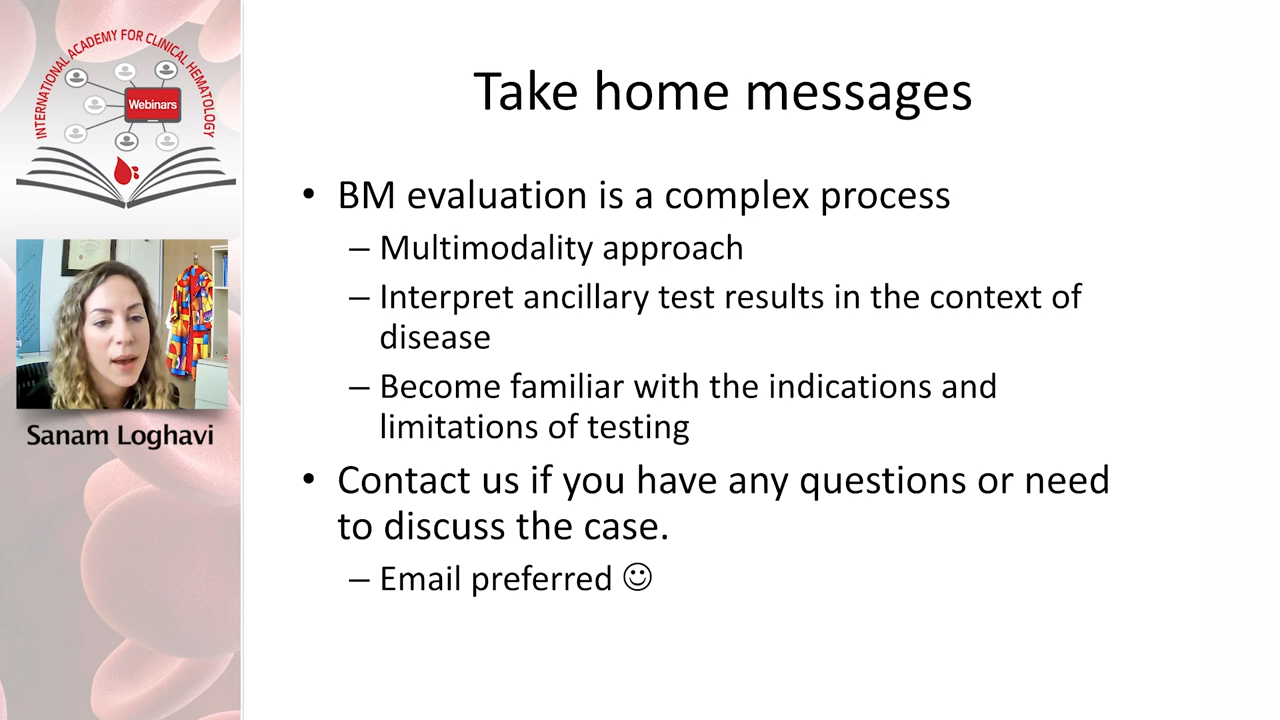 INTERNATIONAL ACADEMY FOR CLINICAL HEMATOLOGY
Webinars
Sanam Loghavi
Take home messages
• BM evaluation is a complex process
– Multimodality approach
– Interpret ancillary test results in the context of
disease
– Become familiar with the indications and
limitations of testing
• Contact us if you have any questions or need
to discuss the case.
– Email preferred ☺